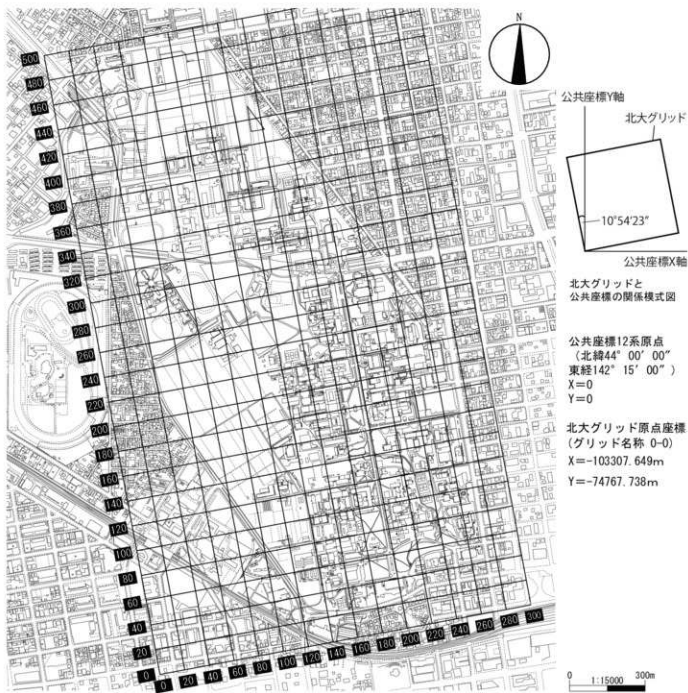 N
500
480
460
440
420
400
380
360
340
320
300
280
260
240
220
200
180
160
140
120
100
80
60
40
20
0
0 20 40 60 80 100 120 140 160 180 200 220 240 260 280 300
公共座標Y軸
北大グリッド
10°54′23″
公共座標X軸
北大グリッドと
公共座標の関係模式図
公共座標12系原点
(北緯44° 00′ 00″
東経142° 15′ 00″ )
X=0
Y=0
北大グリッド原点座標
(グリッド名称 0-0)
X=-103307.649m
Y=-74767.738m
0 300m
1:15000